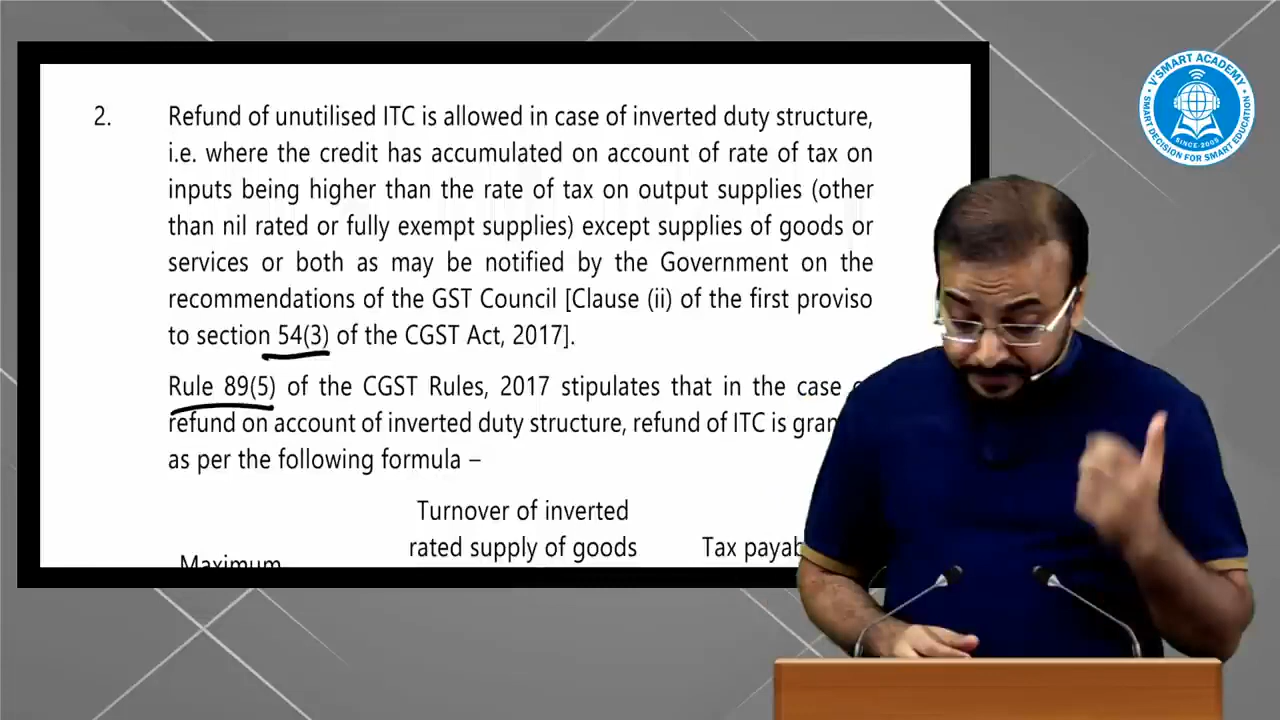 V'SMART ACADEMY
SINCE-2009
SMART DECISION FOR SMART EDUCATION
2. Refund of unutilised ITC is allowed in case of inverted duty structure,
i.e. where the credit has accumulated on account of rate of tax on
inputs being higher than the rate of tax on output supplies (other
than nil rated or fully exempt supplies) except supplies of goods or
services or both as may be notified by the Government on the
recommendations of the GST Council [Clause (ii) of the first proviso
to section 54(3) of the CGST Act, 2017].
Rule 89(5) of the CGST Rules, 2017 stipulates that in the case
refund on account of inverted duty structure, refund of ITC is
as per the following formula –
Turnover of inverted
rated supply of goods Tax
Maximum